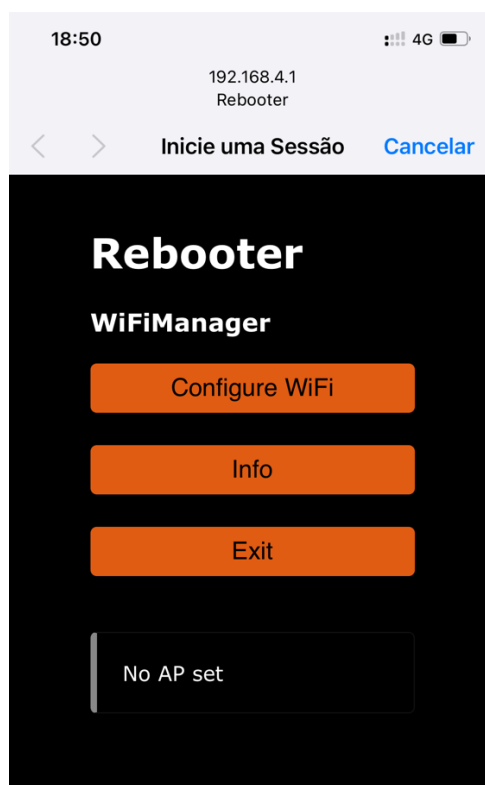 18:50
4G
192.168.4.1
Rebooter
Inicie uma Sessão
Cancelar
Rebooter
WiFiManager
Configure WiFi
Info
Exit
No AP set